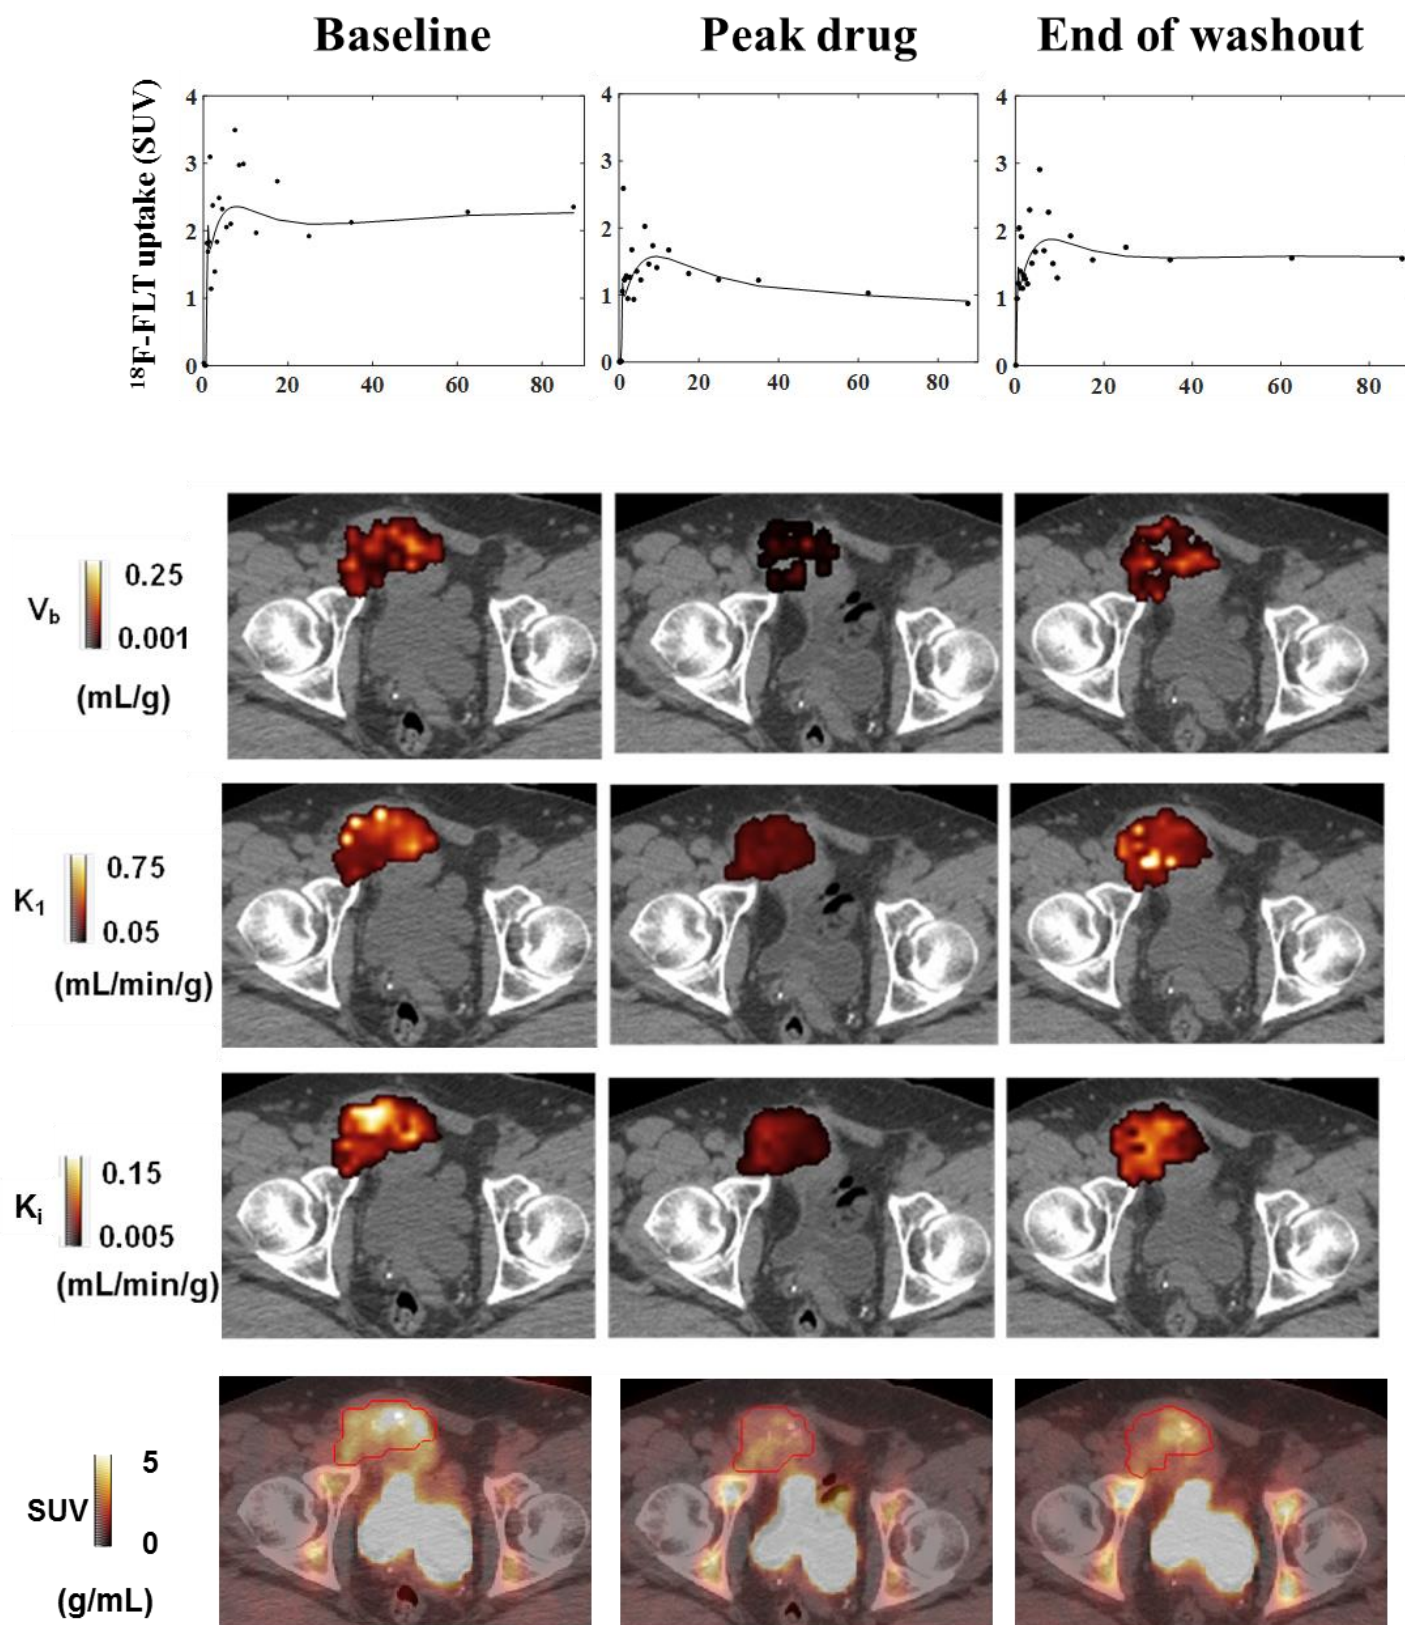 Baseline Peak drug End of washout
¹⁸F-FLT uptake (SUV)
4 4 4
3 3 3
2 2 2
1 1 1
0 0 0
0 20 40 60 80 0 20 40 60 80 0 20 40 60 80
V_b
0.25
0.001
(mL/g)
K₁
0.75
0.05
(mL/min/g)
K_i
0.15
0.005
(mL/min/g)
SUV
5
0
(g/mL)